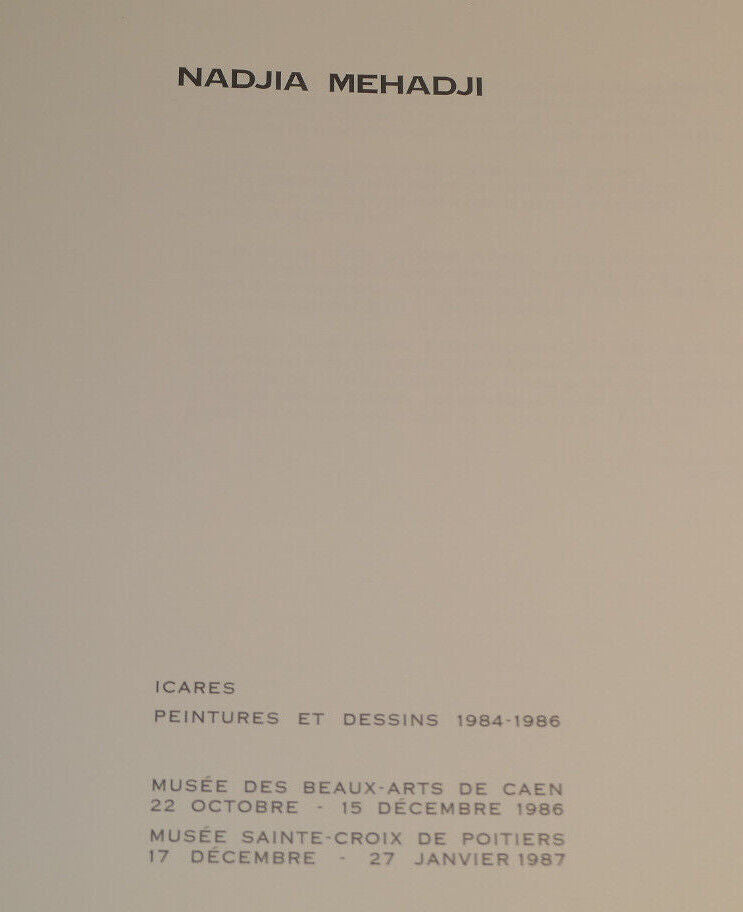 NADJIA MEHADJI
ICARES
PEINTURES ET DESSINS 1984-1986
MUSÉE DES BEAUX-ARTS DE CAEN
22 OCTOBRE - 15 DÉCEMBRE 1986
MUSÉE SAINTE-CROIX DE POITIERS
17 DÉCEMBRE - 27 JANVIER 1987